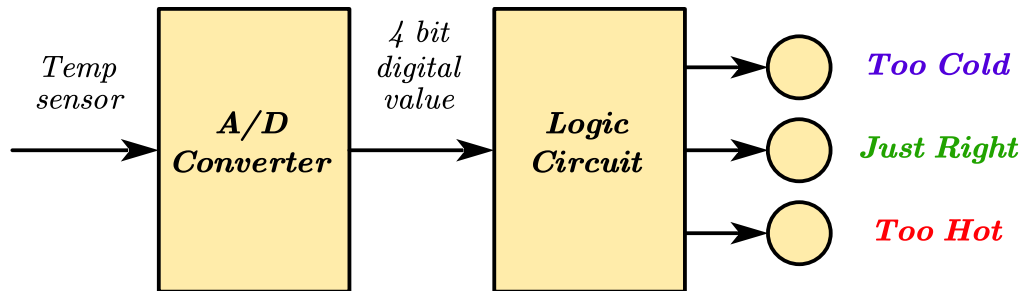 Temp
sensor
A/D
Converter
4 bit
digital
value
Logic
Circuit
Too Cold
Just Right
Too Hot